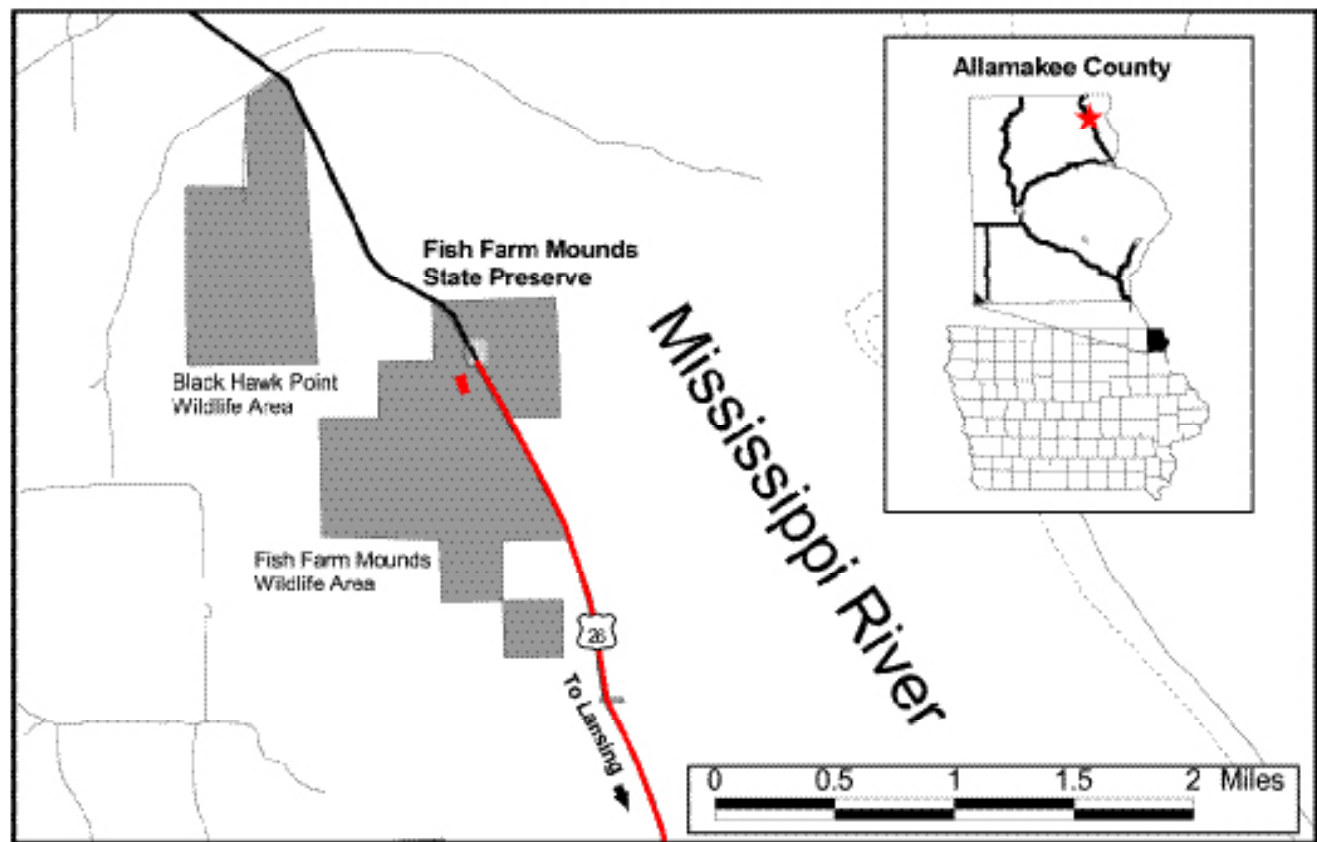 Allamakee County
Fish Farm Mounds
State Preserve
Black Hawk Point
Wildlife Area
Mississippi River
Fish Farm Mounds
Wildlife Area
26
To Lansing
0 0.5 1 1.5 2 Miles